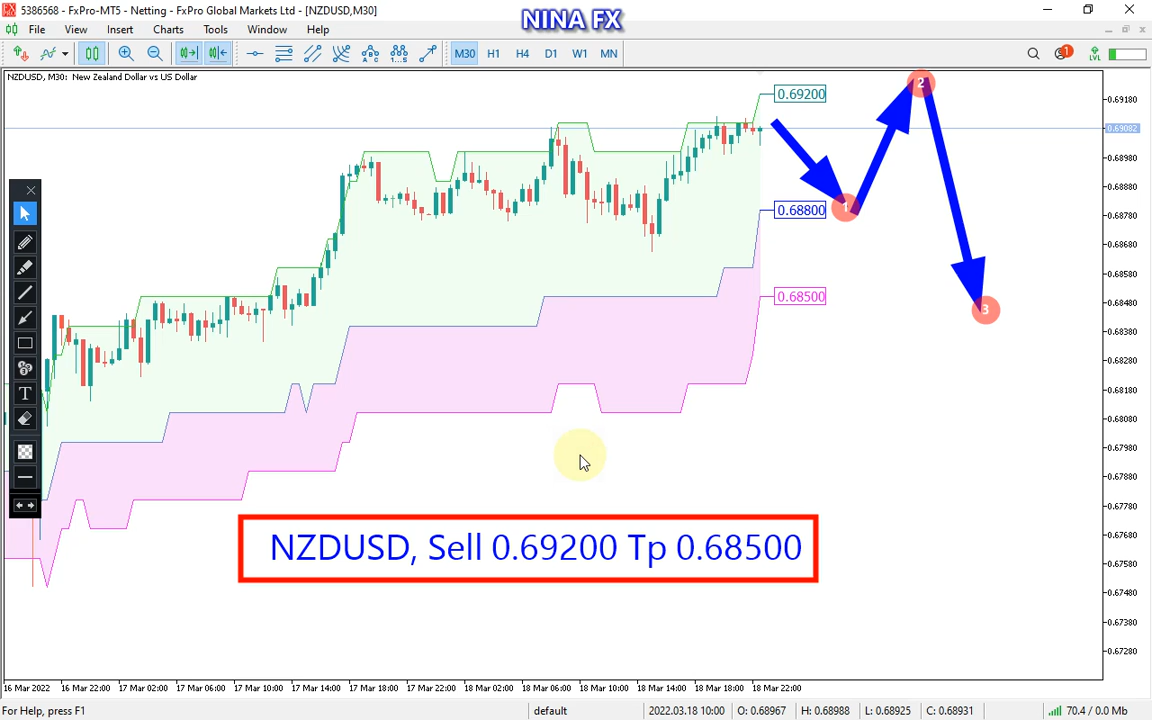 5386568 - FxPro-MT5 - Netting - FxPro Global Markets Ltd - [NZDUSD,M30]
NINA FX
File View Insert Charts Tools Window Help
M30 H1 H4 D1 W1 MN
1
LVL
NZDUSD, M30: New Zealand Dollar vs US Dollar
0.69200
0.68800
0.68500
1
2
3
T
0.69180
0.69082
0.68980
0.68880
0.68780
0.68680
0.68580
0.68480
0.68380
0.68280
0.68180
0.68080
0.67980
0.67880
0.67780
0.67680
0.67580
0.67480
0.67380
0.67280
NZDUSD, Sell 0.69200 Tp 0.68500
16 Mar 2022 16 Mar 22:00 17 Mar 02:00 17 Mar 06:00 17 Mar 10:00 17 Mar 14:00 17 Mar 18:00 17 Mar 22:00 18 Mar 02:00 18 Mar 06:00 18 Mar 10:00 18 Mar 14:00 18 Mar 18:00 18 Mar 22:00
For Help, press F1 default 2022.03.18 10:00 O: 0.68967 H: 0.68988 L: 0.68925 C: 0.68931 70.4 / 0.0 Mb